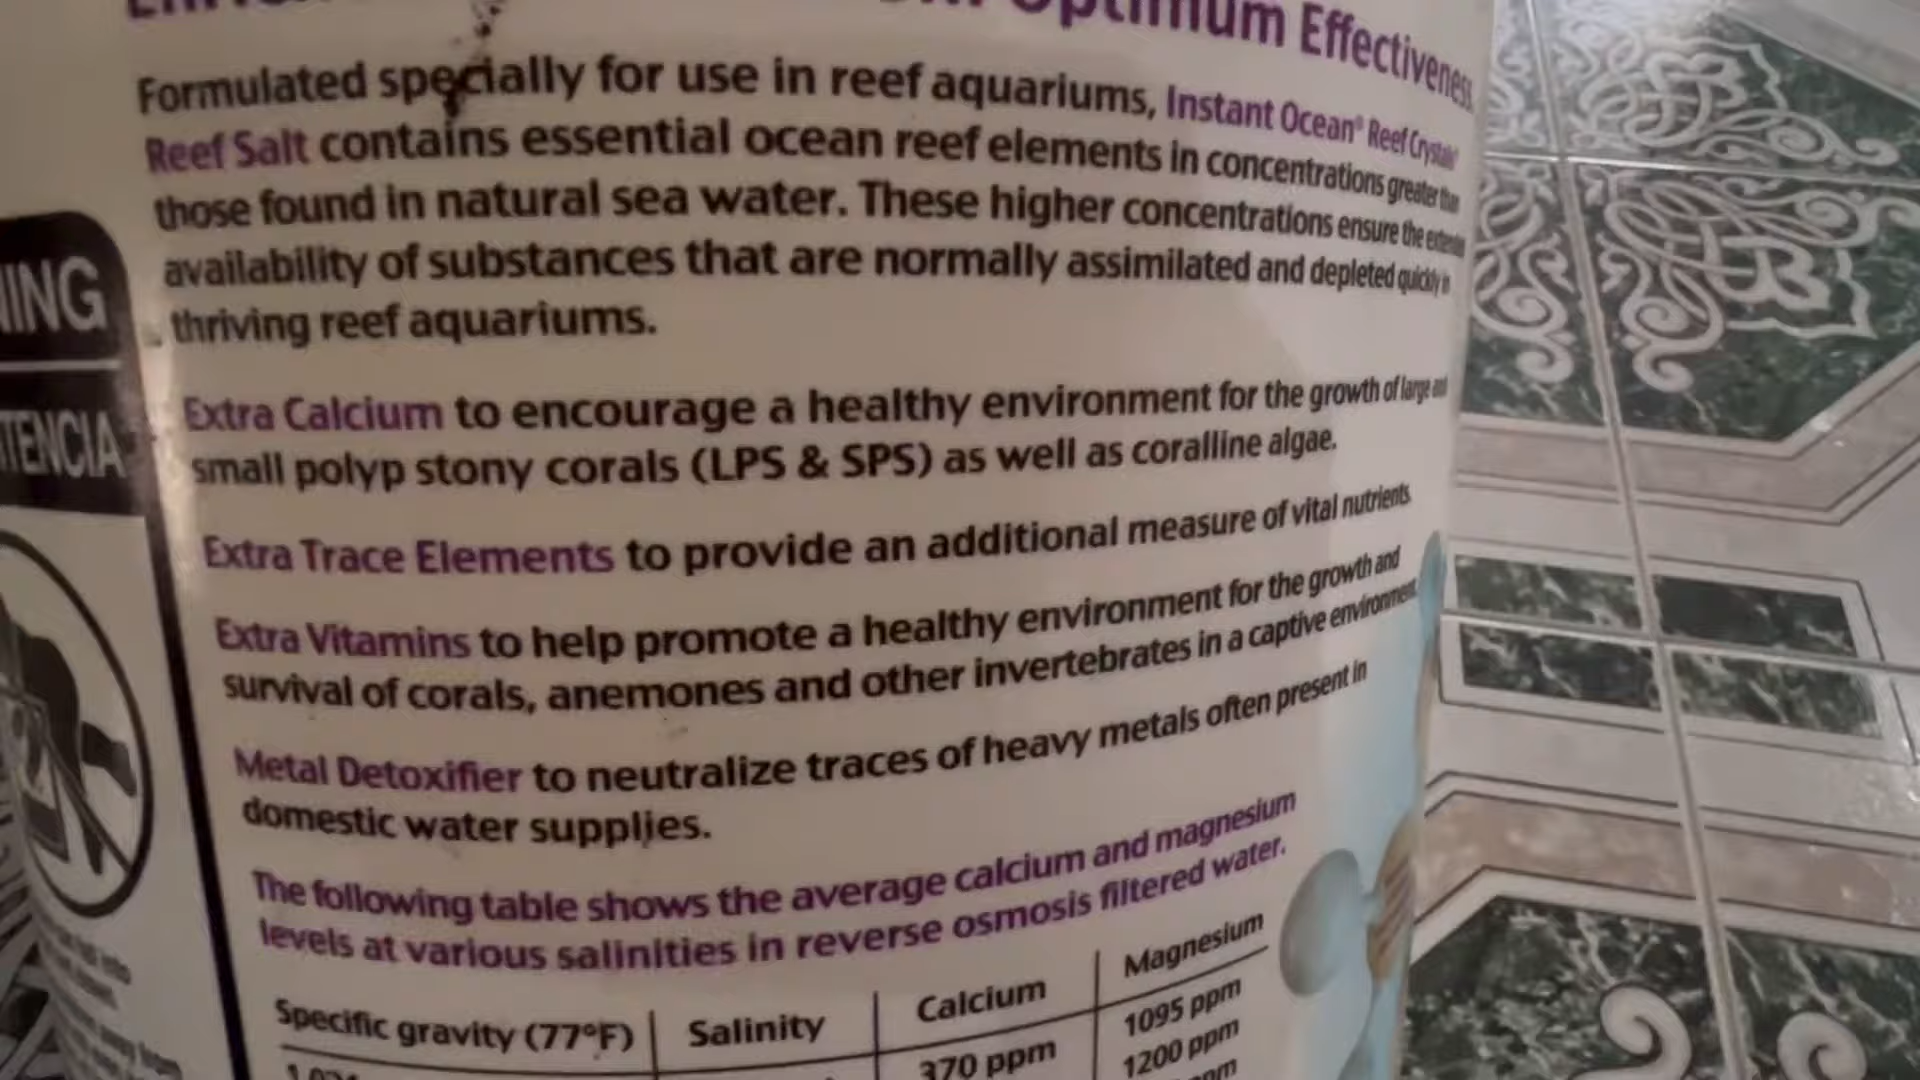 Optimum Effectiveness
Formulated specially for use in reef aquariums, Instant Ocean® Reef Crystals®
Reef Salt contains essential ocean reef elements in concentrations greater than
those found in natural sea water. These higher concentrations ensure the extended
availability of substances that are normally assimilated and depleted quickly in
thriving reef aquariums.
Extra Calcium to encourage a healthy environment for the growth of large and
small polyp stony corals (LPS & SPS) as well as coralline algae.
Extra Trace Elements to provide an additional measure of vital nutrients.
Extra Vitamins to help promote a healthy environment for the growth and
survival of corals, anemones and other invertebrates in a captive environment.
Metal Detoxifier to neutralize traces of heavy metals often present in
domestic water supplies.
The following table shows the average calcium and magnesium
levels at various salinities in reverse osmosis filtered water.
Specific gravity (77°F) Salinity Calcium Magnesium
370 ppm 1095 ppm
1200 ppm
NING
TENCIA